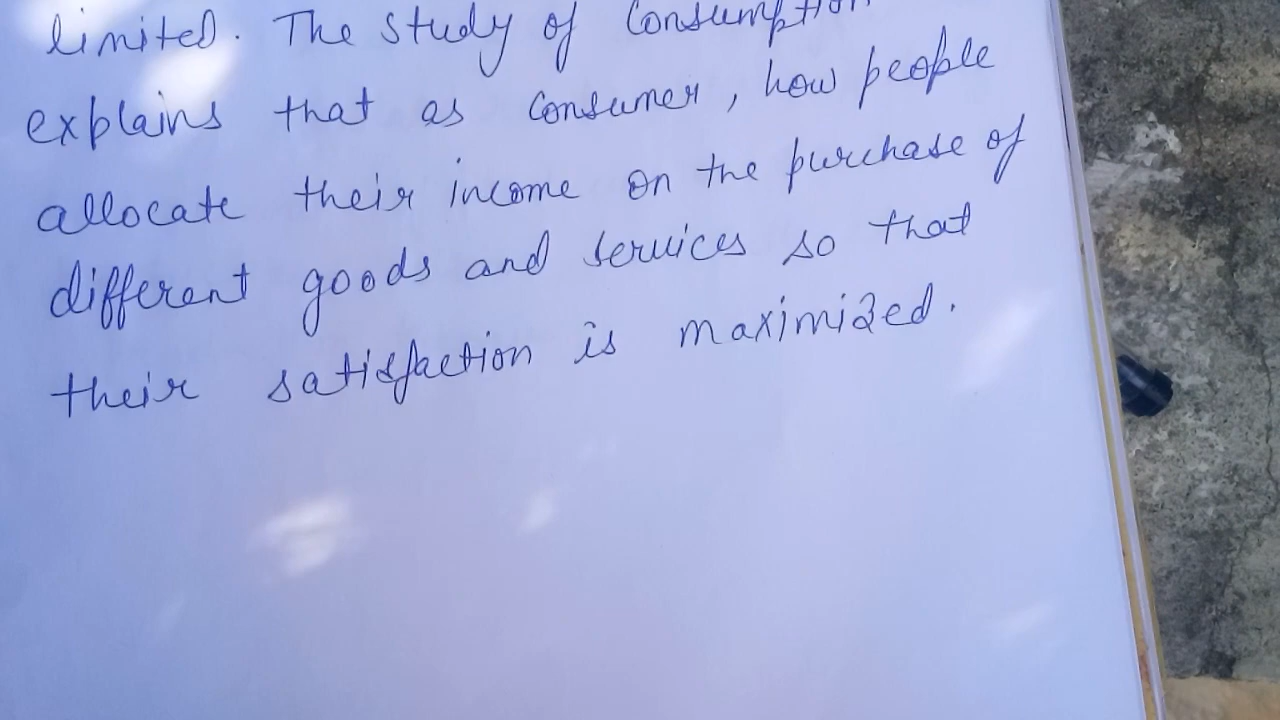 limited. The study of Consumption
explains that as Consumer, how people
allocate their income on the purchase of
different goods and services so that
their satisfaction is maximized.